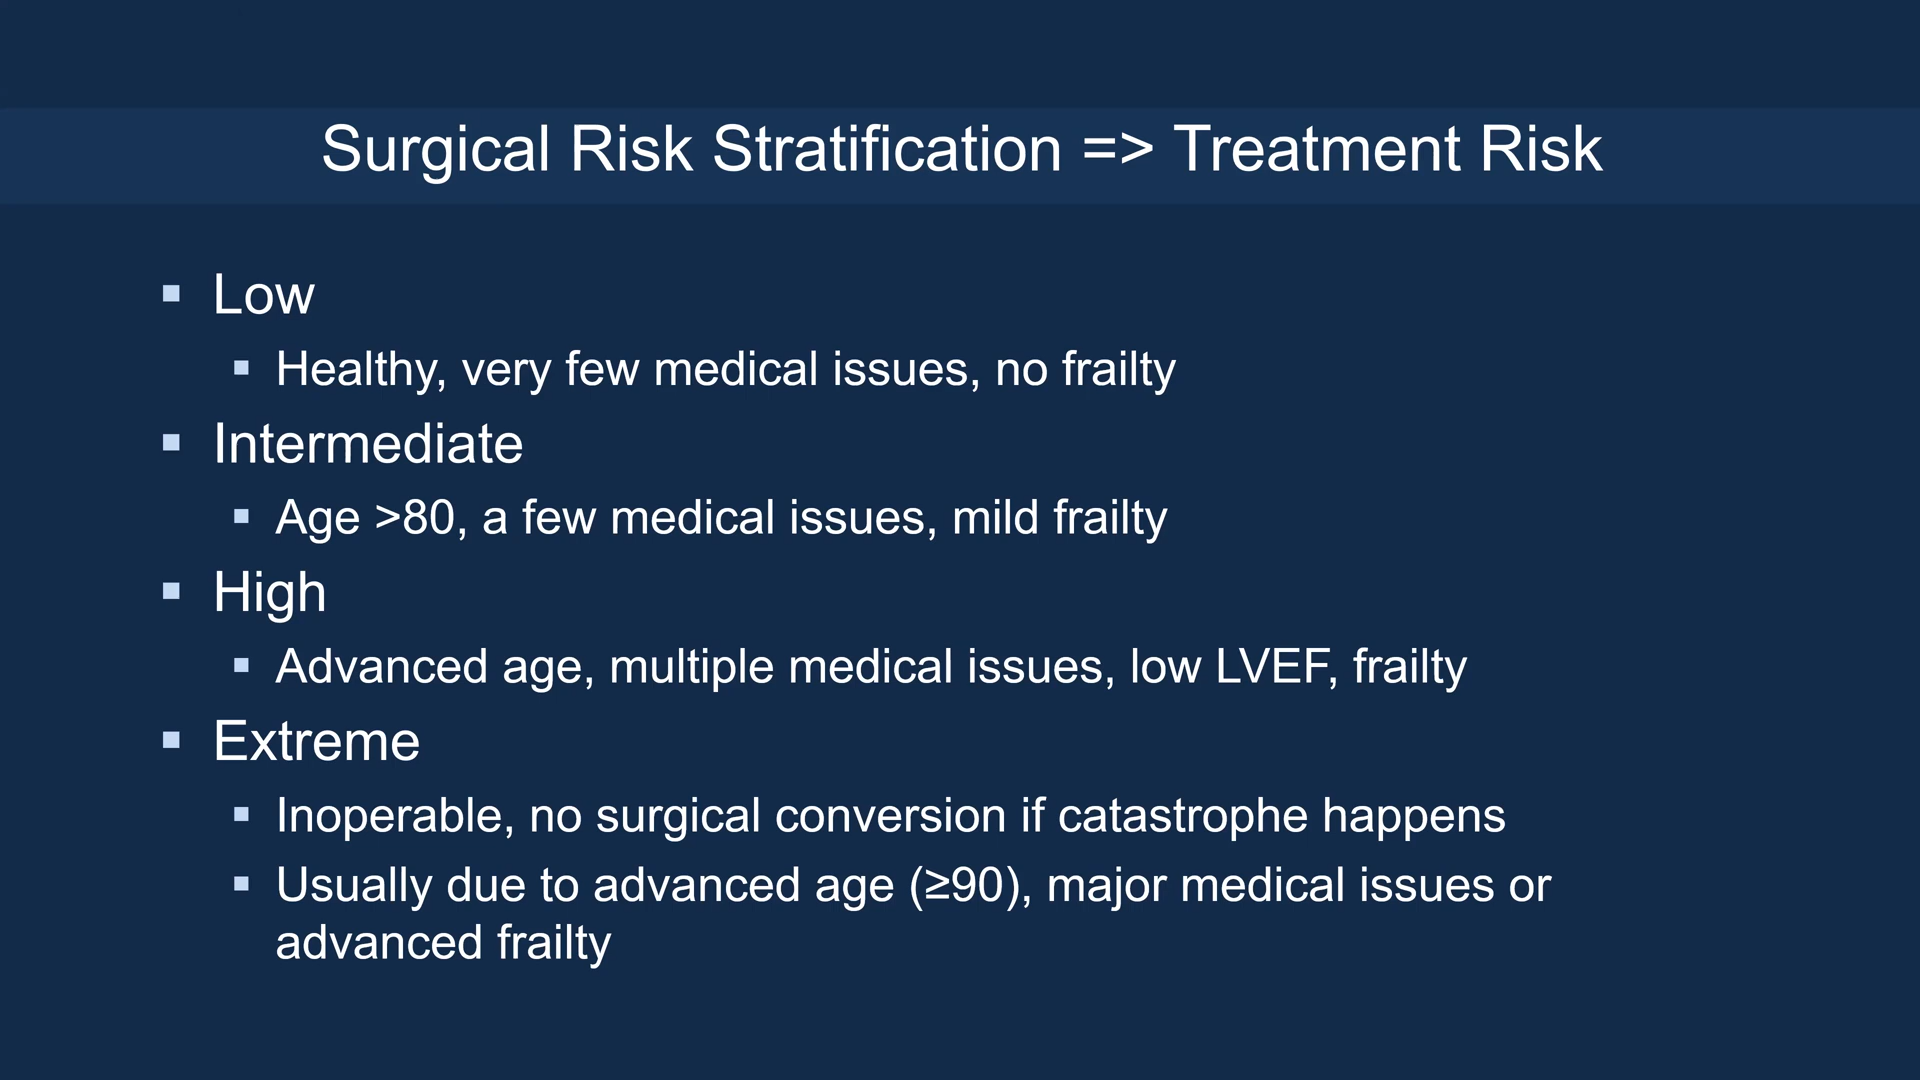 Surgical Risk Stratification => Treatment Risk
Low
Healthy, very few medical issues, no frailty
Intermediate
Age >80, a few medical issues, mild frailty
High
Advanced age, multiple medical issues, low LVEF, frailty
Extreme
Inoperable, no surgical conversion if catastrophe happens
Usually due to advanced age (≥90), major medical issues or
advanced frailty